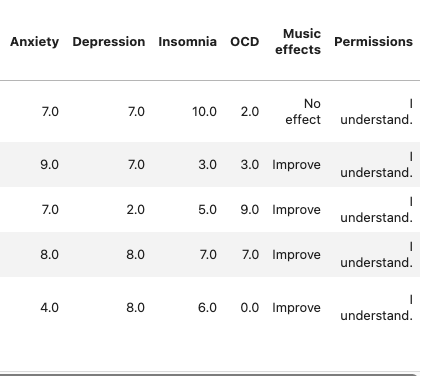 Anxiety Depression Insomnia OCD Music effects Permissions
7.0 7.0 10.0 2.0 No effect I understand.
9.0 7.0 3.0 3.0 Improve I understand.
7.0 2.0 5.0 9.0 Improve I understand.
8.0 8.0 7.0 7.0 Improve I understand.
4.0 8.0 6.0 0.0 Improve I understand.